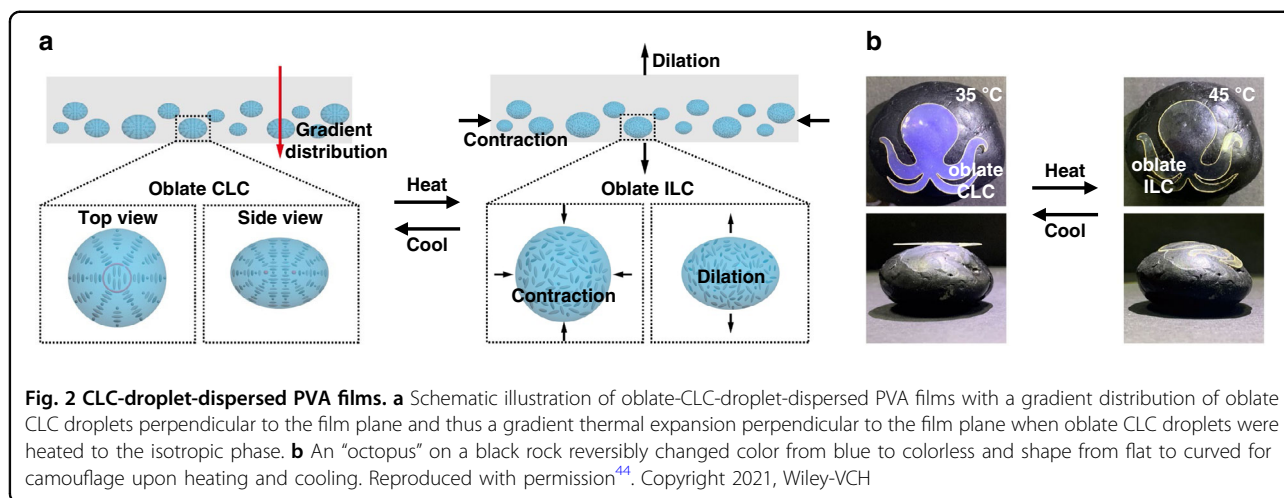 a
b
Dilation
Contraction
Gradient
distribution
Oblate CLC
Top view
Side view
Heat
Cool
Oblate ILC
Contraction
Dilation
35 °C
oblate
CLC
Heat
Cool
45 °C
oblate
ILC
Fig. 2 CLC-droplet-dispersed PVA films. a Schematic illustration of oblate-CLC-droplet-dispersed PVA films with a gradient distribution of oblate
CLC droplets perpendicular to the film plane and thus a gradient thermal expansion perpendicular to the film plane when oblate CLC droplets were
heated to the isotropic phase. b An “octopus” on a black rock reversibly changed color from blue to colorless and shape from flat to curved for
camouflage upon heating and cooling. Reproduced with permission44. Copyright 2021, Wiley-VCH